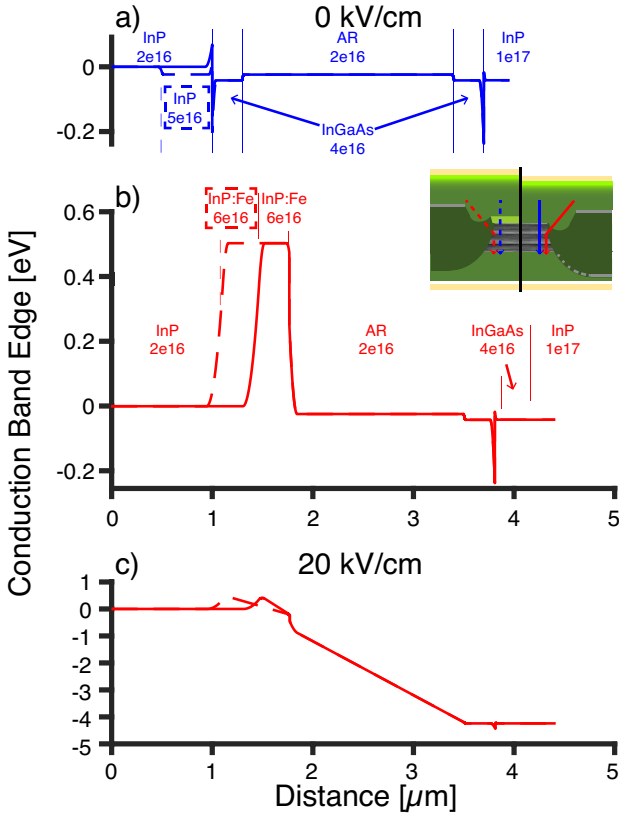 a)
0 kV/cm
InP
2e16
AR
2e16
InP
1e17
0
-0.2
InP
5e16
InGaAs
4e16
b)
InP:Fe
6e16
InP:Fe
6e16
0.6
0.4
0.2
0
-0.2
InP
2e16
AR
2e16
InGaAs
4e16
InP
1e17
Conduction Band Edge [eV]
0 1 2 3 4 5
c)
20 kV/cm
1
0
-1
-2
-3
-4
-5
0 1 2 3 4 5
Distance [µm]